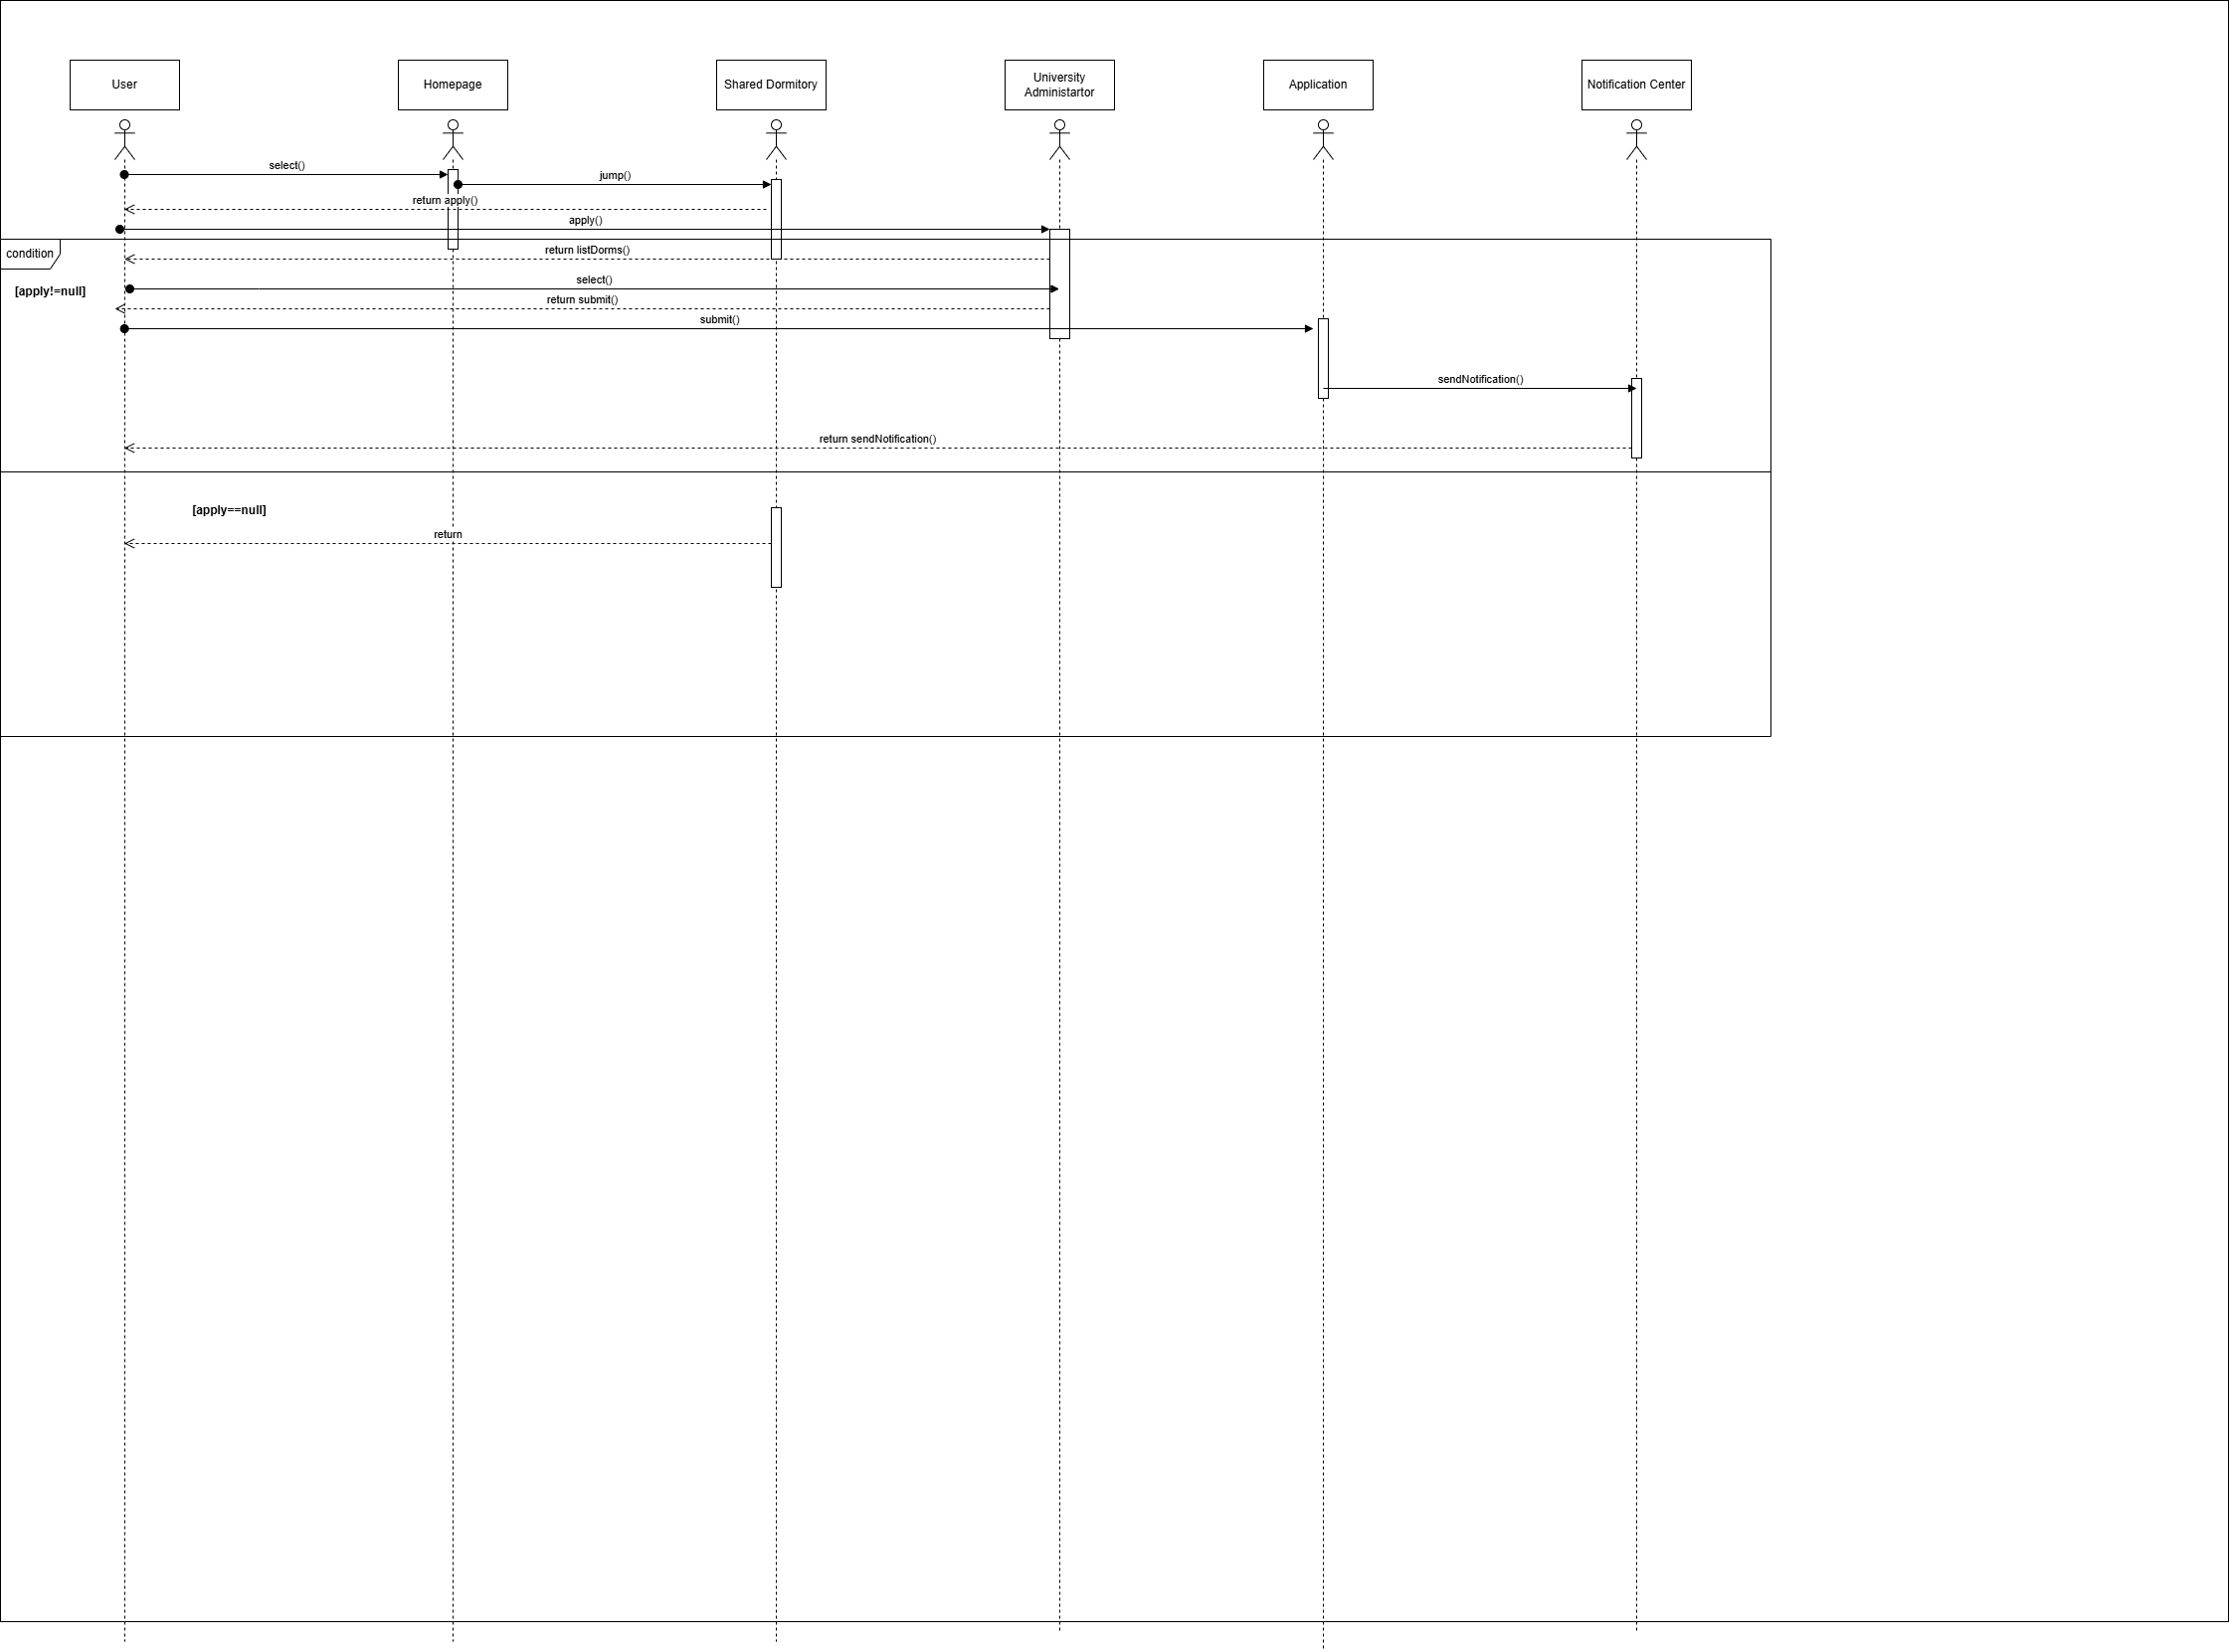 User
Homepage
Shared Dormitory
University
Administartor
Application
Notification Center
select()
jump()
return apply()
apply()
condition
return listDorms()
[apply!=null]
select()
return submit()
submit()
sendNotification()
return sendNotification()
[apply==null]
return